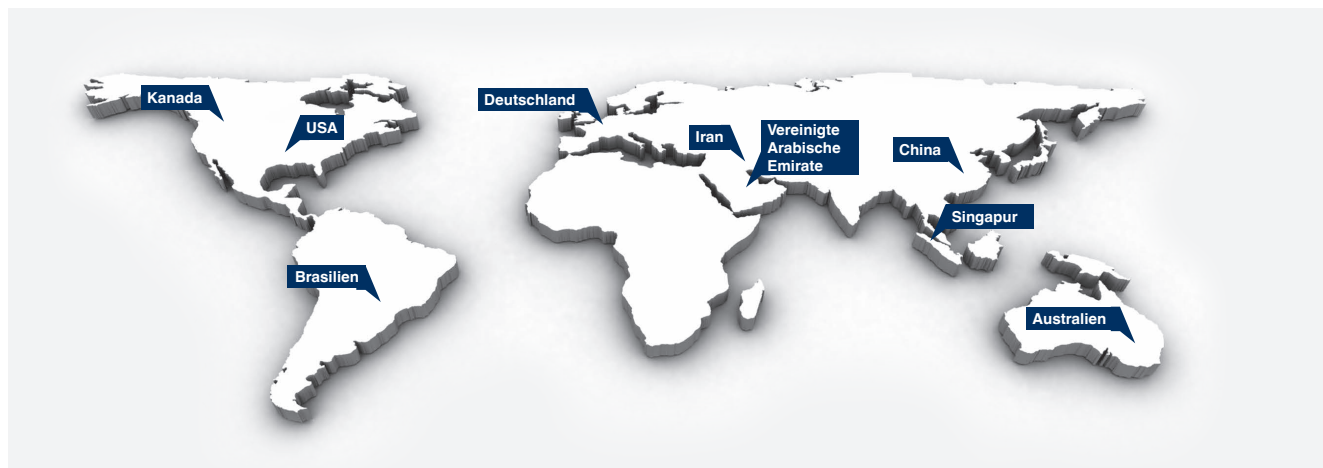 Kanada
USA
Deutschland
Iran
Vereinigte
Arabische
Emirate
China
Singapur
Brasilien
Australien